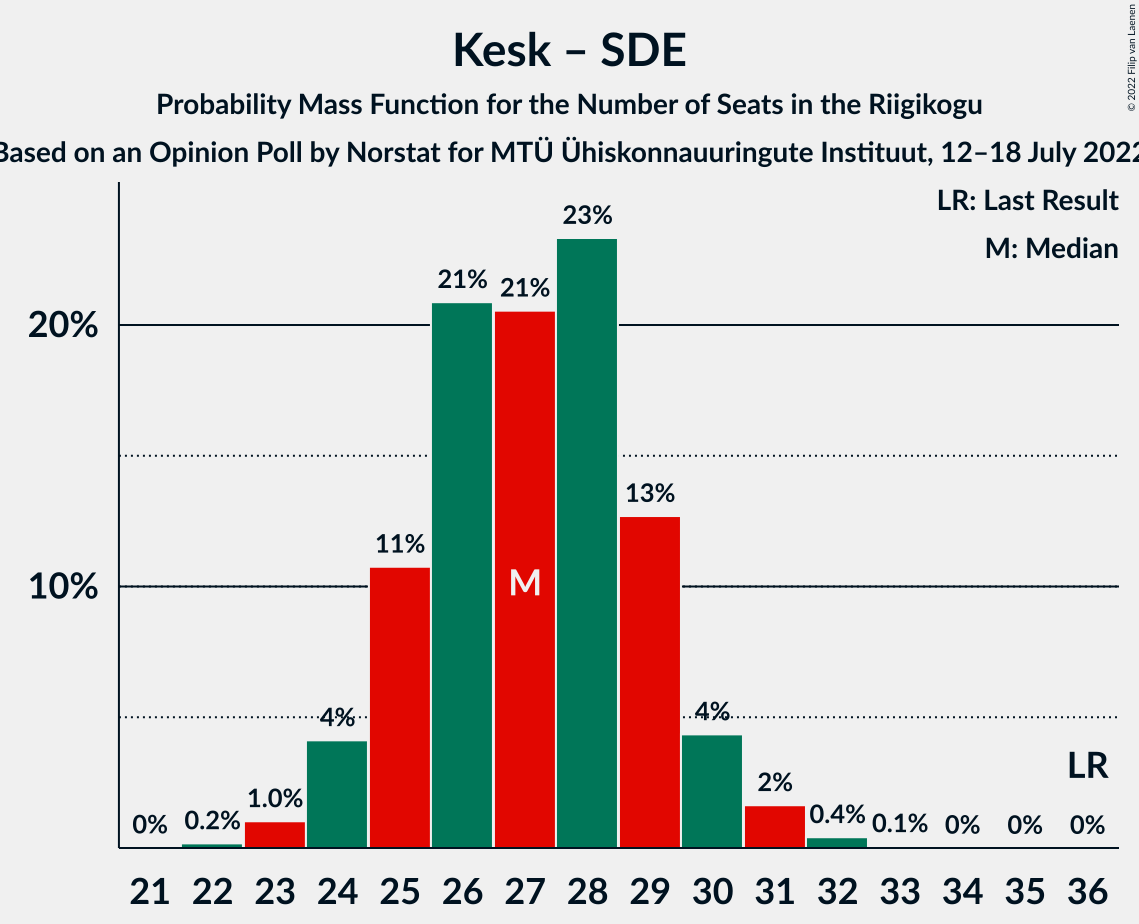 Kesk – SDE
Probability Mass Function for the Number of Seats in the Riigikogu
Based on an Opinion Poll by Norstat for MTÜ Ühiskonnauuringute Instituut, 12–18 July 2022
© 2022 Filip van Laenen
LR: Last Result
M: Median
23%
21%
21%
20%
13%
11%
M
10%
4%
4%
LR
2%
1.0%
0%
0.2%
0.4%
0.1%
0%
0%
0%
21 22 23 24 25 26 27 28 29 30 31 32 33 34 35 36